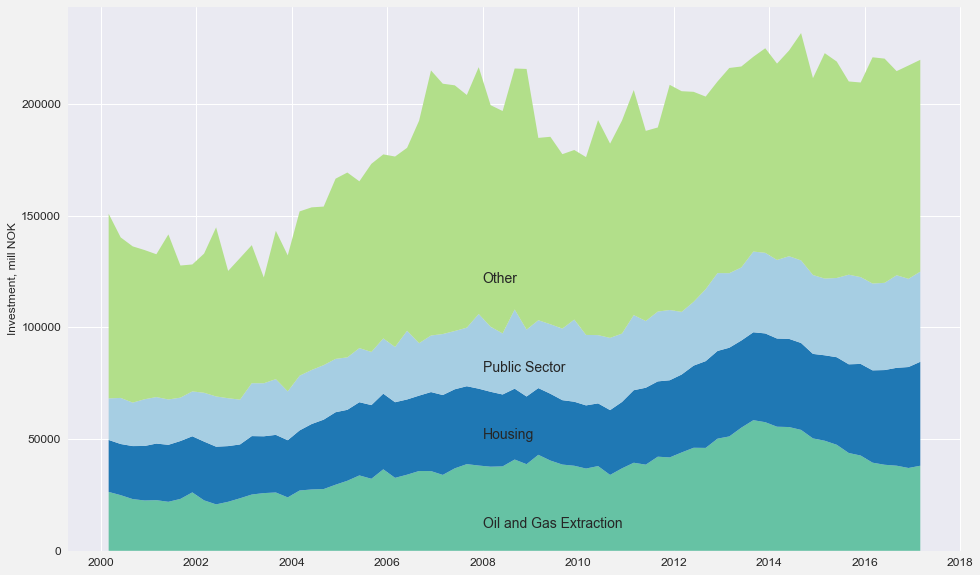 Investment, mill NOK
200000
150000
100000
50000
0
Other
Public Sector
Housing
Oil and Gas Extraction
2000 2002 2004 2006 2008 2010 2012 2014 2016 2018